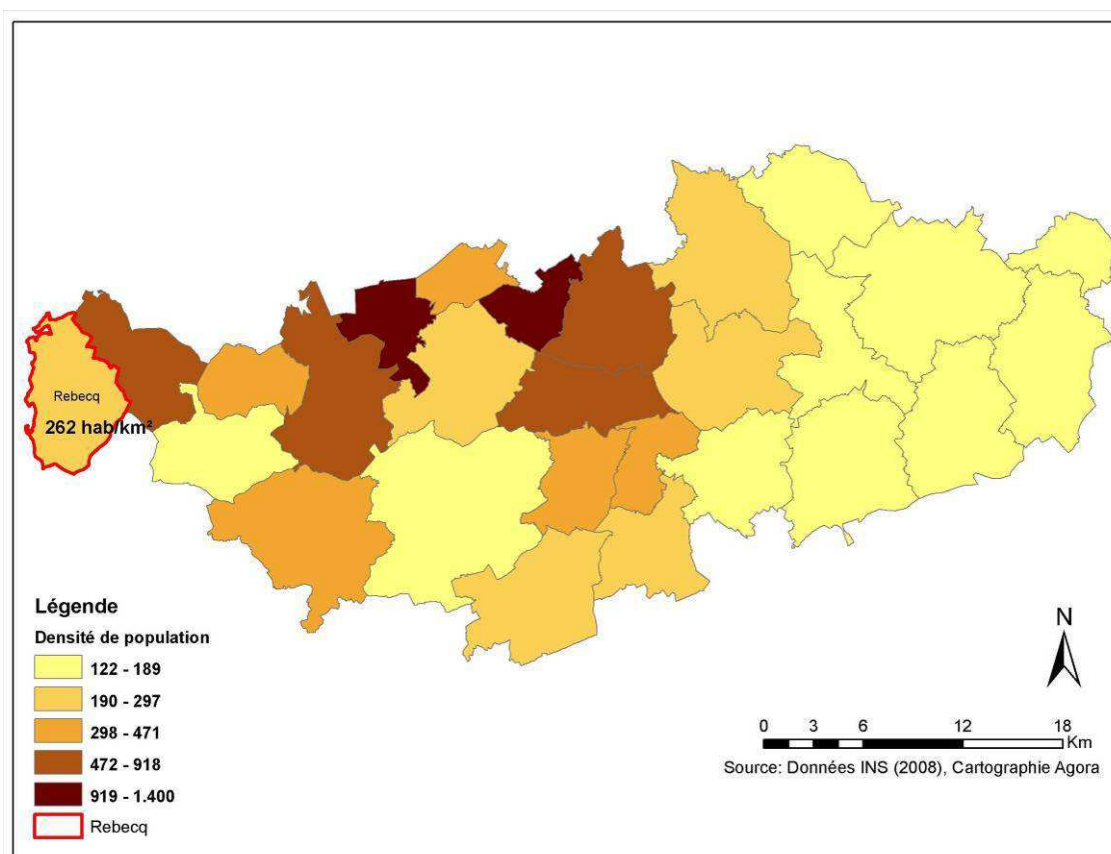 Rebecq
262 hab/km²
Légende
Densité de population
122 - 189
190 - 297
298 - 471
472 - 918
919 - 1.400
Rebecq
N
0 3 6 12 18
Km
Source: Données INS (2008), Cartographie Agora